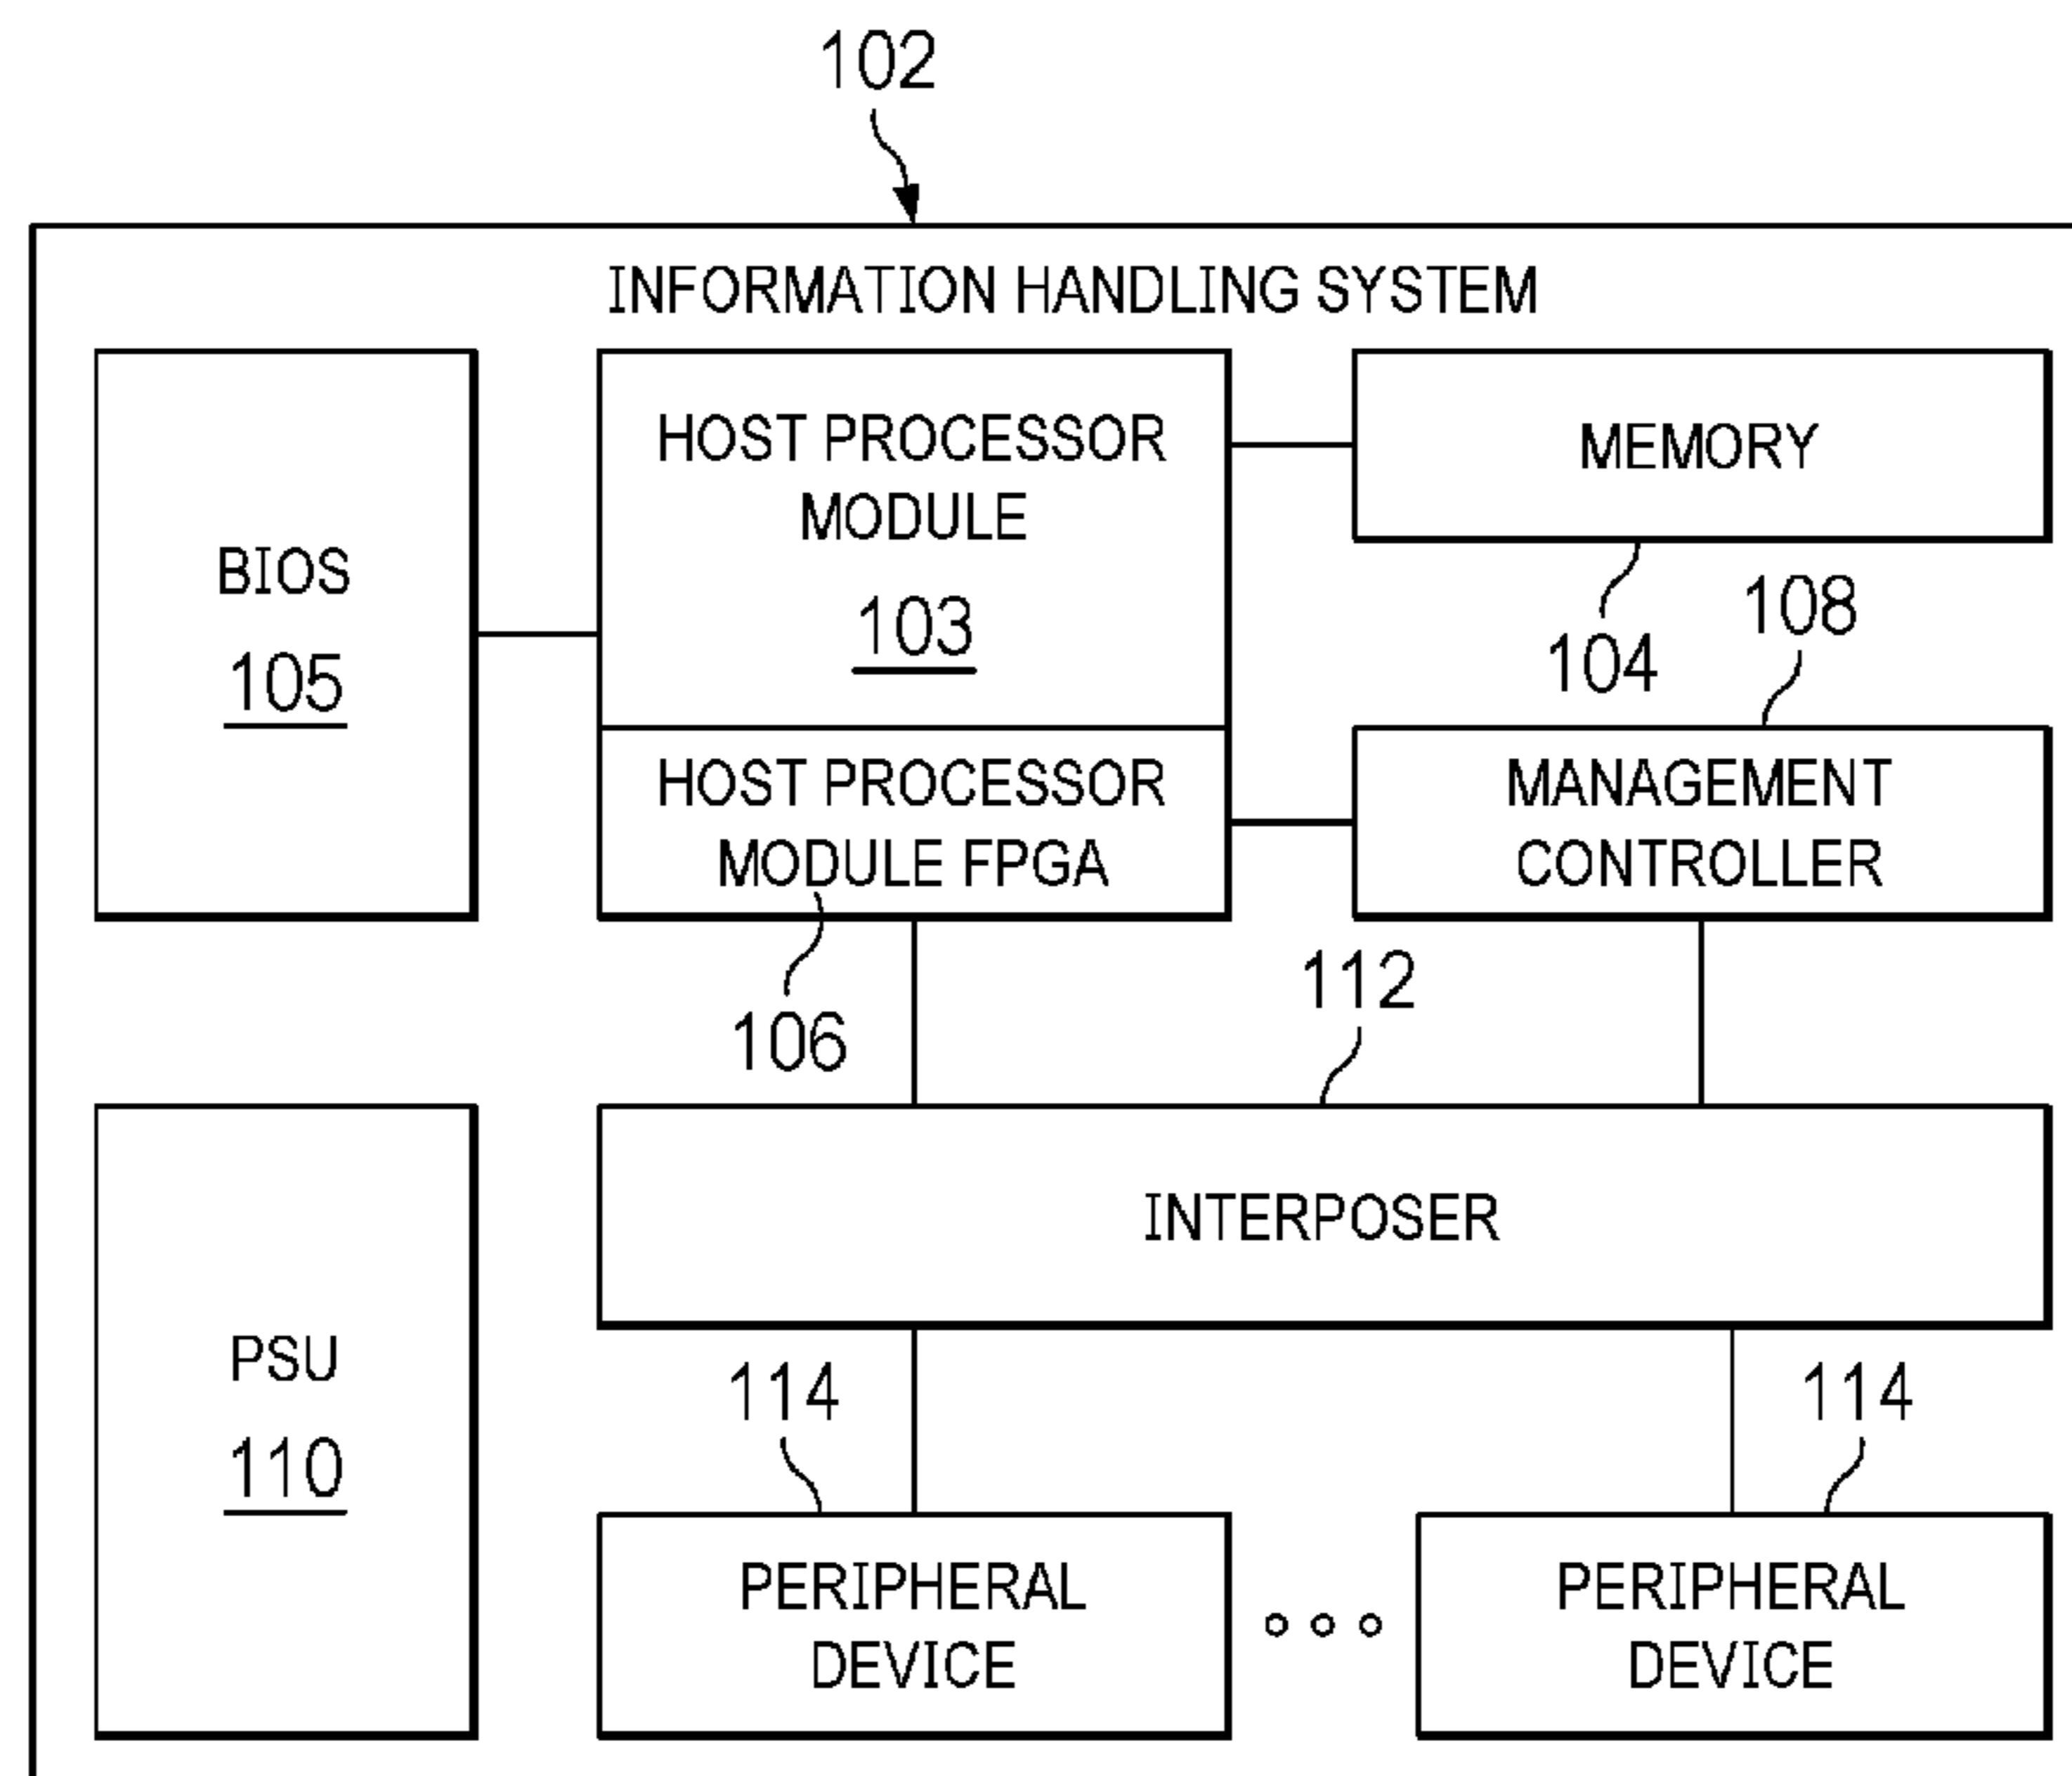 102
INFORMATION HANDLING SYSTEM
BIOS
105
HOST PROCESSOR
MODULE
103
MEMORY
104
108
HOST PROCESSOR
MODULE FPGA
106
MANAGEMENT
CONTROLLER
112
INTERPOSER
PSU
110
114
114
PERIPHERAL
DEVICE
PERIPHERAL
DEVICE